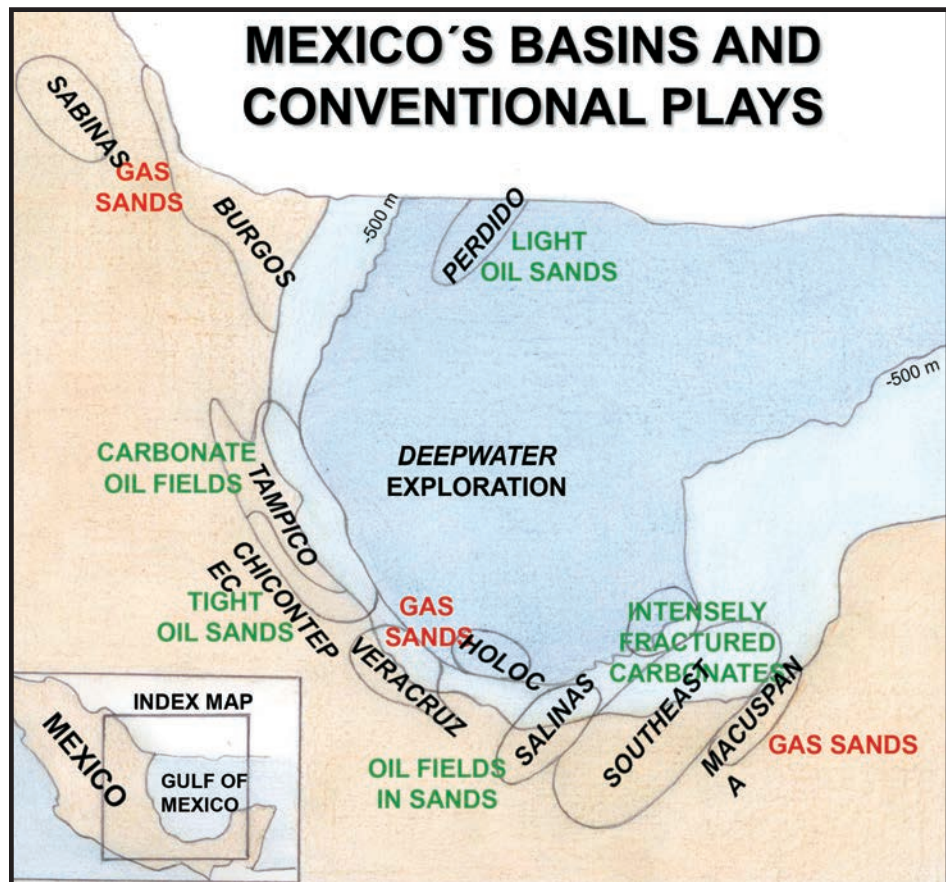 MEXICO´S BASINS AND
CONVENTIONAL PLAYS
SABINAS
GAS
SANDS
BURGOS
-500 m
PERDIDO
LIGHT
OIL SANDS
-500 m
CARBONATE
OIL FIELDS
TAMPICO
DEEPWATER
EXPLORATION
CHICONTEP
EC
TIGHT
OIL SANDS
GAS
SANDS
HOLOC
VERACRUZ
INTENSELY
FRACTURED
CARBONATES
SALINAS
SOUTHEAST
MACUSPAN
A
GAS SANDS
OIL FIELDS
IN SANDS
INDEX MAP
MEXICO
GULF OF
MEXICO